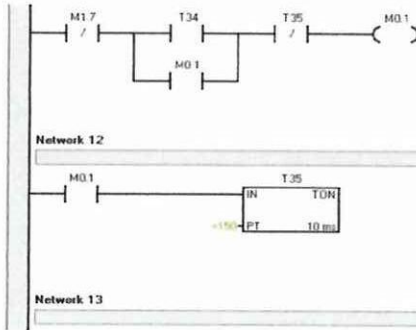 M1.7 T34 T35 M0.1
/ /
M0.1
Network 12
M0.1 T35
IN TON
+150 PT 10 ms
Network 13